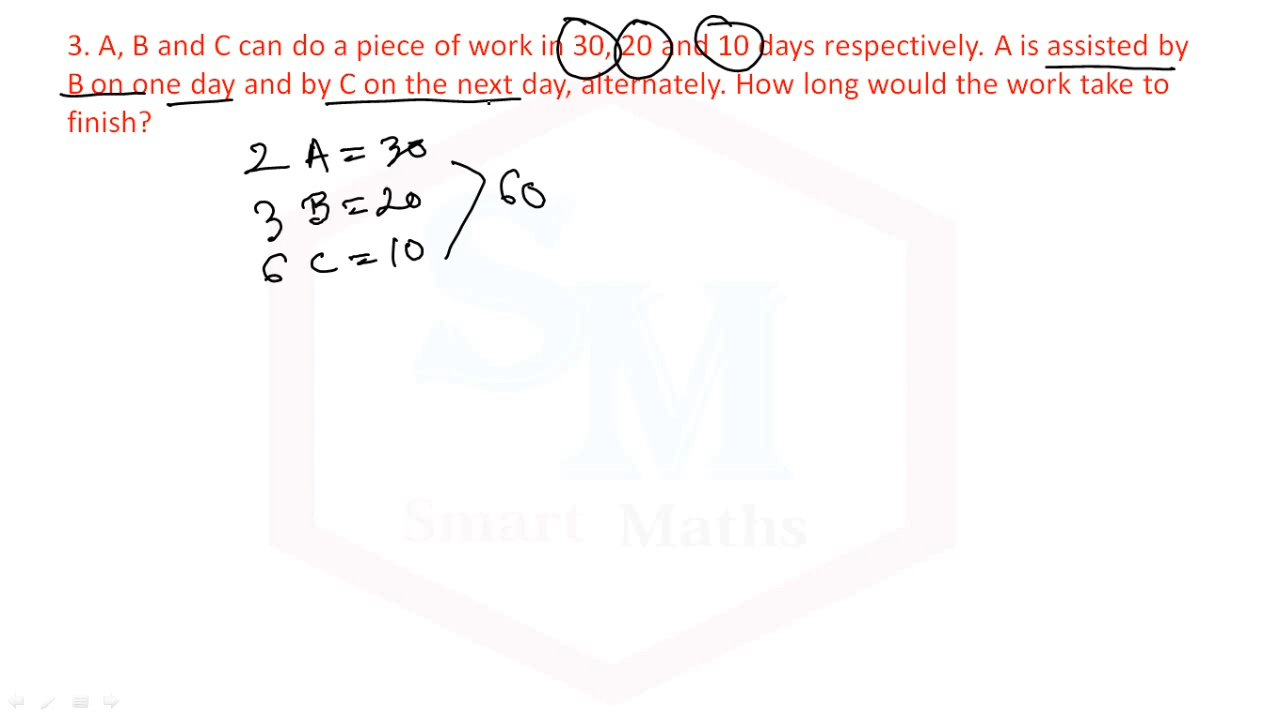 3. A, B and C can do a piece of work in 30, 20 and 10 days respectively. A is assisted by
B on one day and by C on the next day, alternately. How long would the work take to
finish?
2 A = 30
3 B = 20
6 C = 10
60
SM
Smart Maths